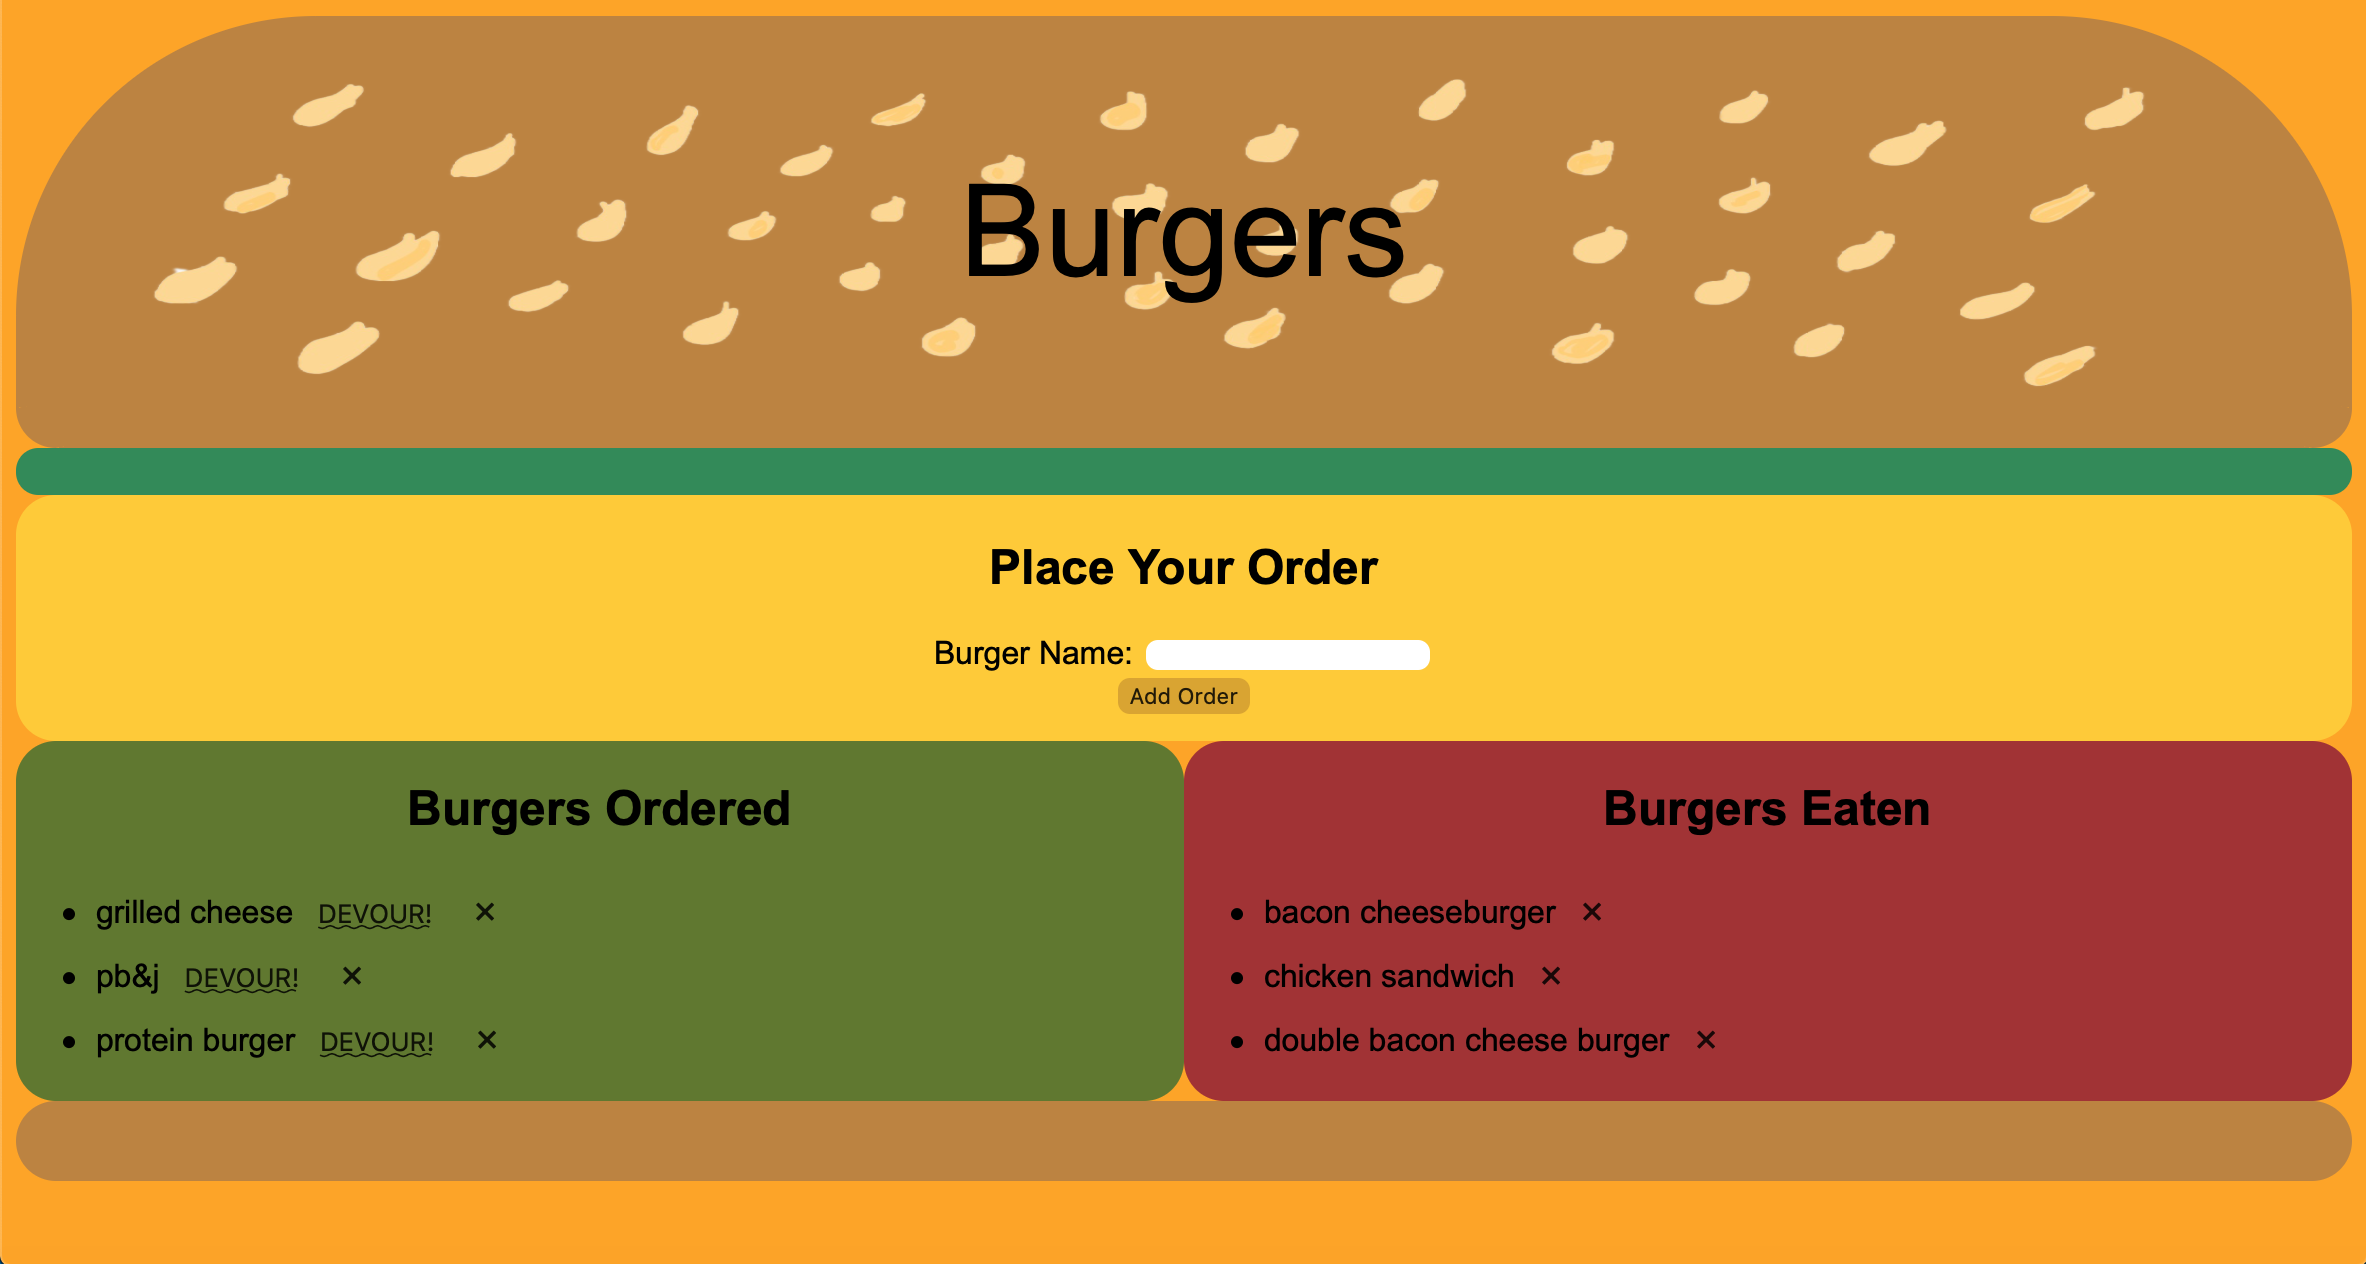 Burgers
Place Your Order
Burger Name:
Add Order
Burgers Ordered
grilled cheese DEVOUR! ✕
pb&j DEVOUR! ✕
protein burger DEVOUR! ✕
Burgers Eaten
bacon cheeseburger ✕
chicken sandwich ✕
double bacon cheese burger ✕